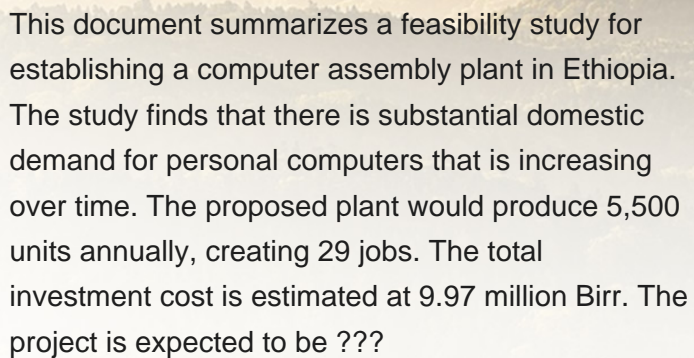 This document summarizes a feasibility study for
establishing a computer assembly plant in Ethiopia.
The study finds that there is substantial domestic
demand for personal computers that is increasing
over time. The proposed plant would produce 5,500
units annually, creating 29 jobs. The total
investment cost is estimated at 9.97 million Birr. The
project is expected to be ???